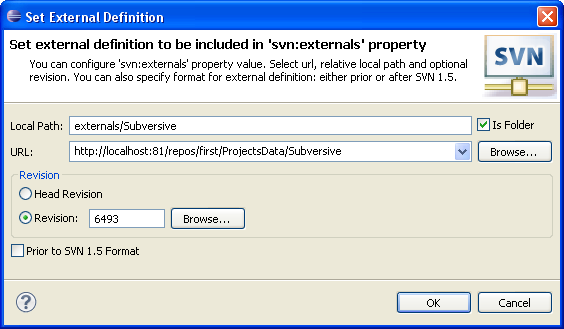 Set External Definition
Set external definition to be included in 'svn:externals' property
You can configure 'svn:externals' property value. Select url, relative local path and optional
revision. You can also specify format for external definition: either prior or after SVN 1.5.
SVN
Local Path: externals/Subversive Is Folder
URL: http://localhost:81/repos/first/ProjectsData/Subversive Browse...
Revision
Head Revision
Revision: 6493 Browse...
Prior to SVN 1.5 Format
? OK Cancel